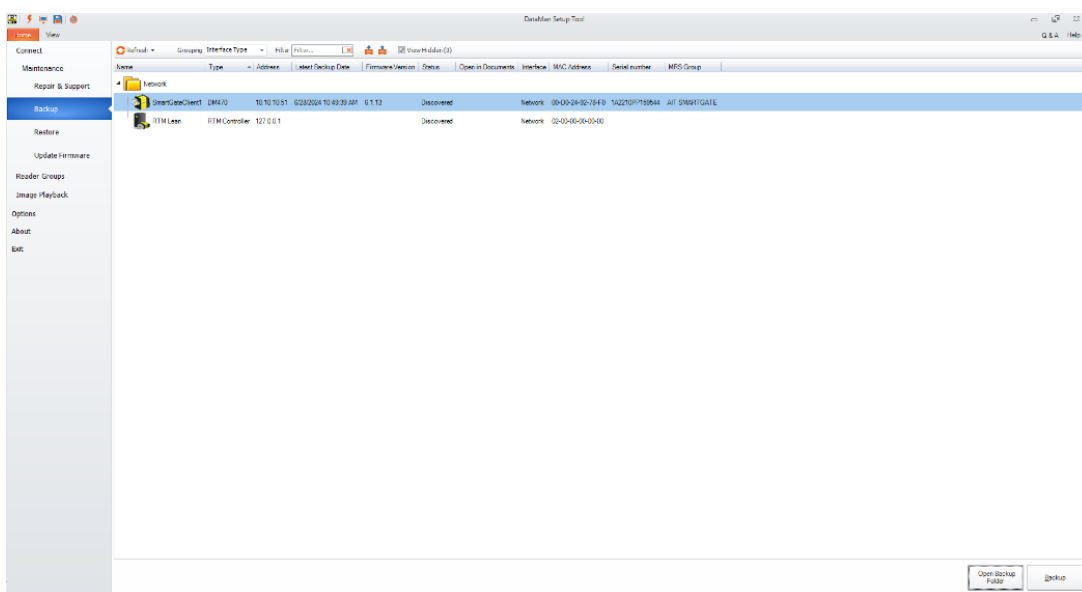 DataMan Setup Tool
Home View
Q & A Help
Connect
Maintenance
Repair & Support
Backup
Restore
Update Firmware
Reader Groups
Image Playback
Options
About
Exit
Refresh Grouping Interface Type Filter Filter... View Hidden (3)
Name Type Address Latest Backup Date Firmware Version Status Open in Documents Interface MAC Address Serial number MRS Group
Network
SmartGateClient1 DM470 10.10.10.51 6/28/2024 10:49:39 AM 6.1.13 Discovered Network 1A2210PP159544 AIT SMARTGATE
RTM Lean RTM Controller 127.0.0.1 Discovered Network 02-00-00-00-00-00
Open Backup
Folder
Backup